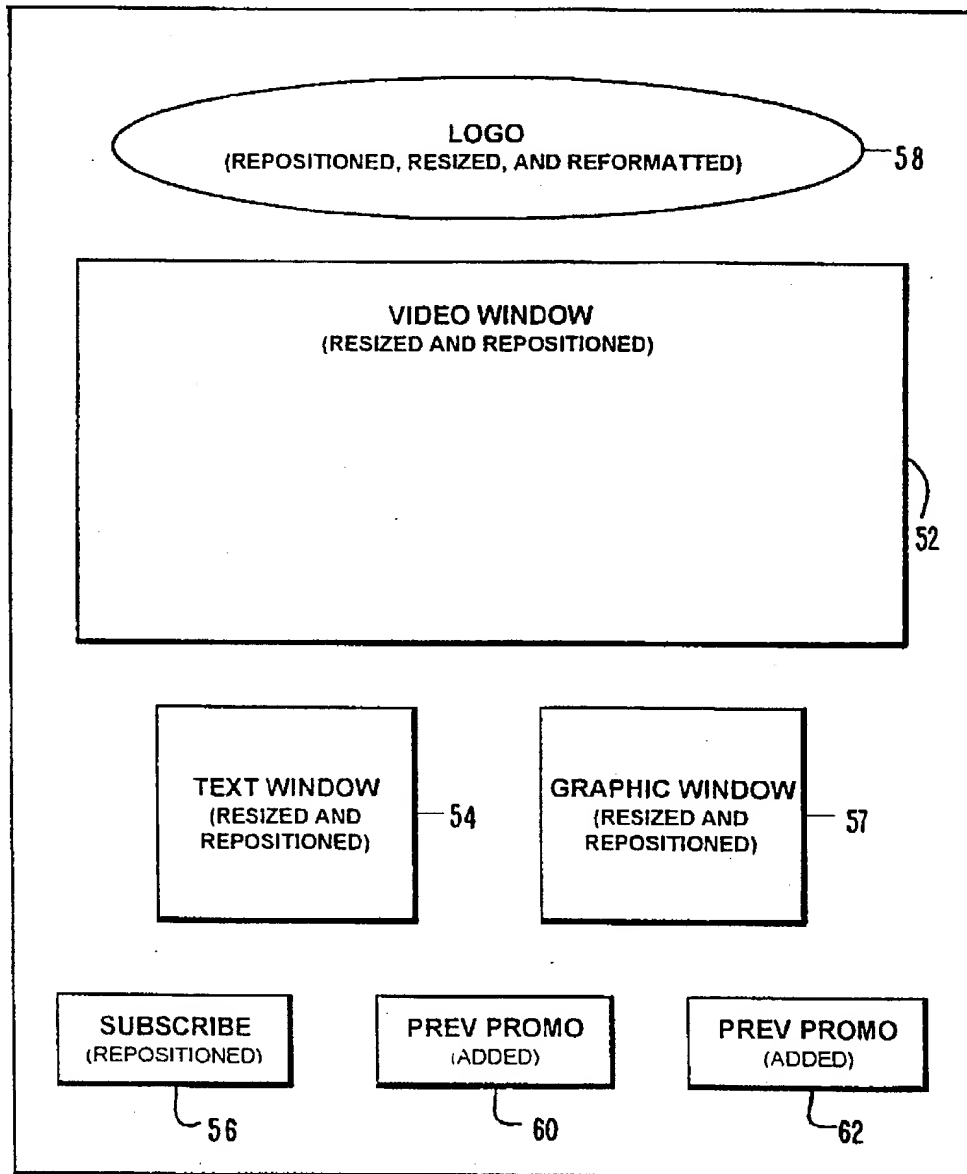 LOGO
(REPOSITIONED, RESIZED, AND REFORMATTED)
58
VIDEO WINDOW
(RESIZED AND REPOSITIONED)
52
TEXT WINDOW
(RESIZED AND
REPOSITIONED)
54
GRAPHIC WINDOW
(RESIZED AND
REPOSITIONED)
57
SUBSCRIBE
(REPOSITIONED)
56
PREV PROMO
(ADDED)
60
PREV PROMO
(ADDED)
62